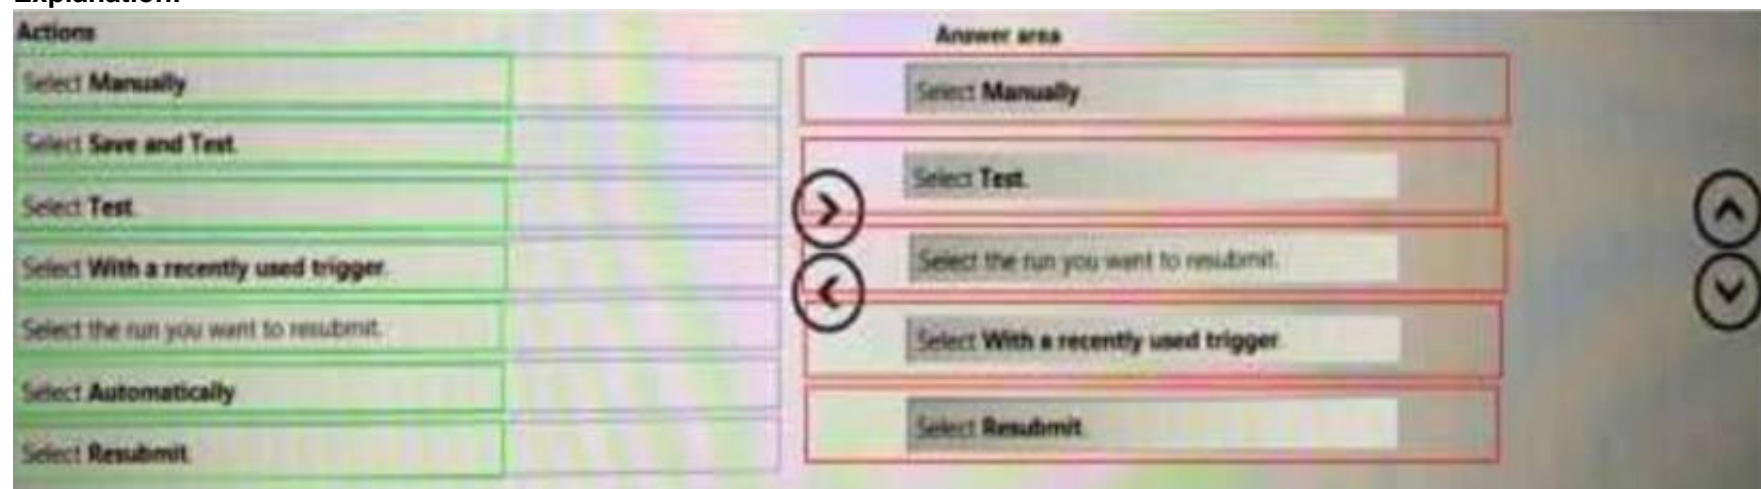 Explanation:
Actions
Select Manually
Select Save and Test.
Select Test.
Select With a recently used trigger.
Select the run you want to resubmit.
Select Automatically
Select Resubmit.
Answer area
Select Manually
Select Test.
Select the run you want to resubmit.
Select With a recently used trigger.
Select Resubmit.